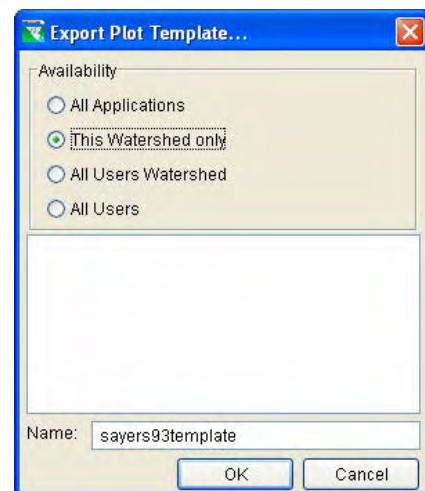 Export Plot Template...
Availability
All Applications
This Watershed only
All Users Watershed
All Users
Name: sayers93template
OK Cancel